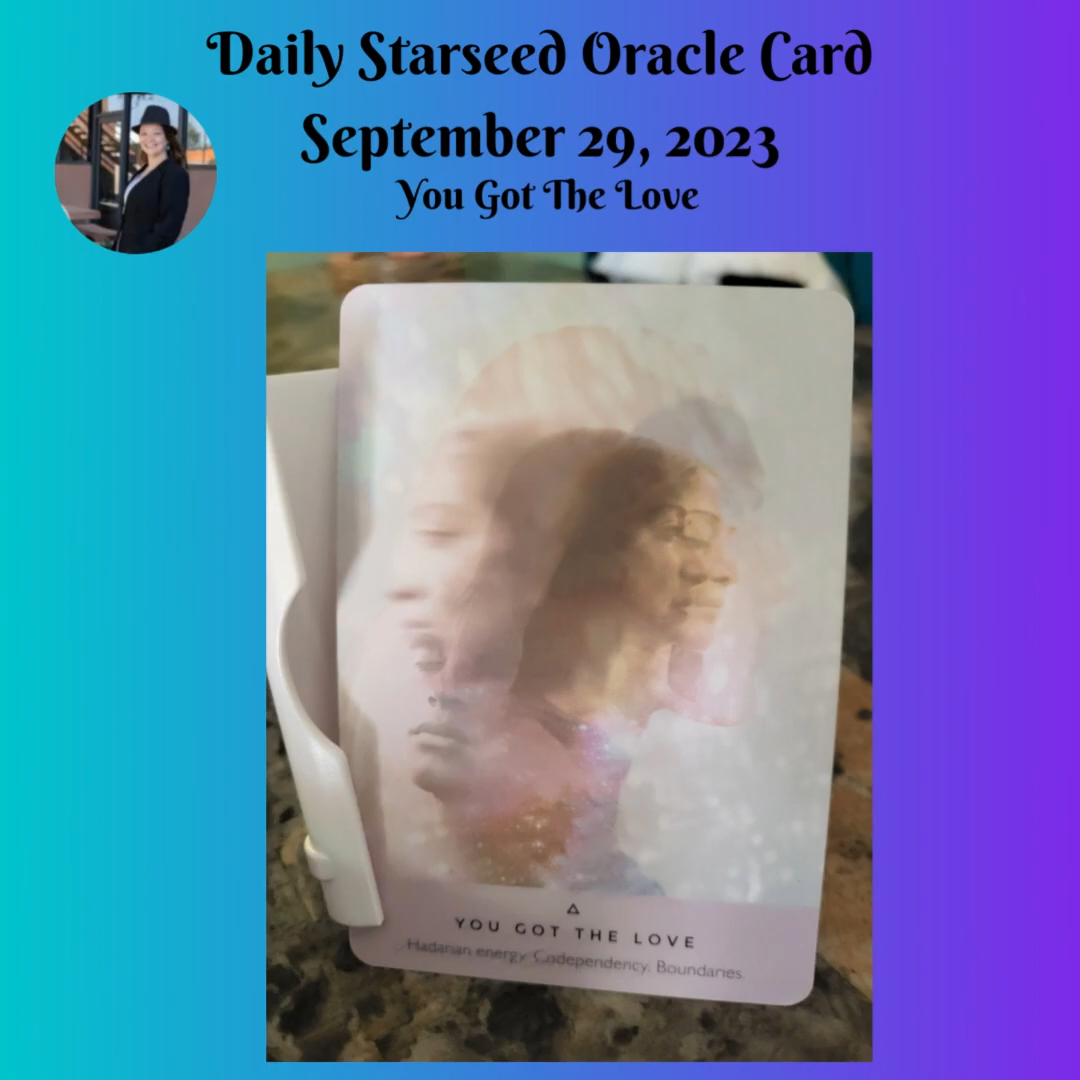 Daily Starseed Oracle Card
September 29, 2023
You Got The Love
YOU GOT THE LOVE
Hadarian energy. Codependency. Boundaries.